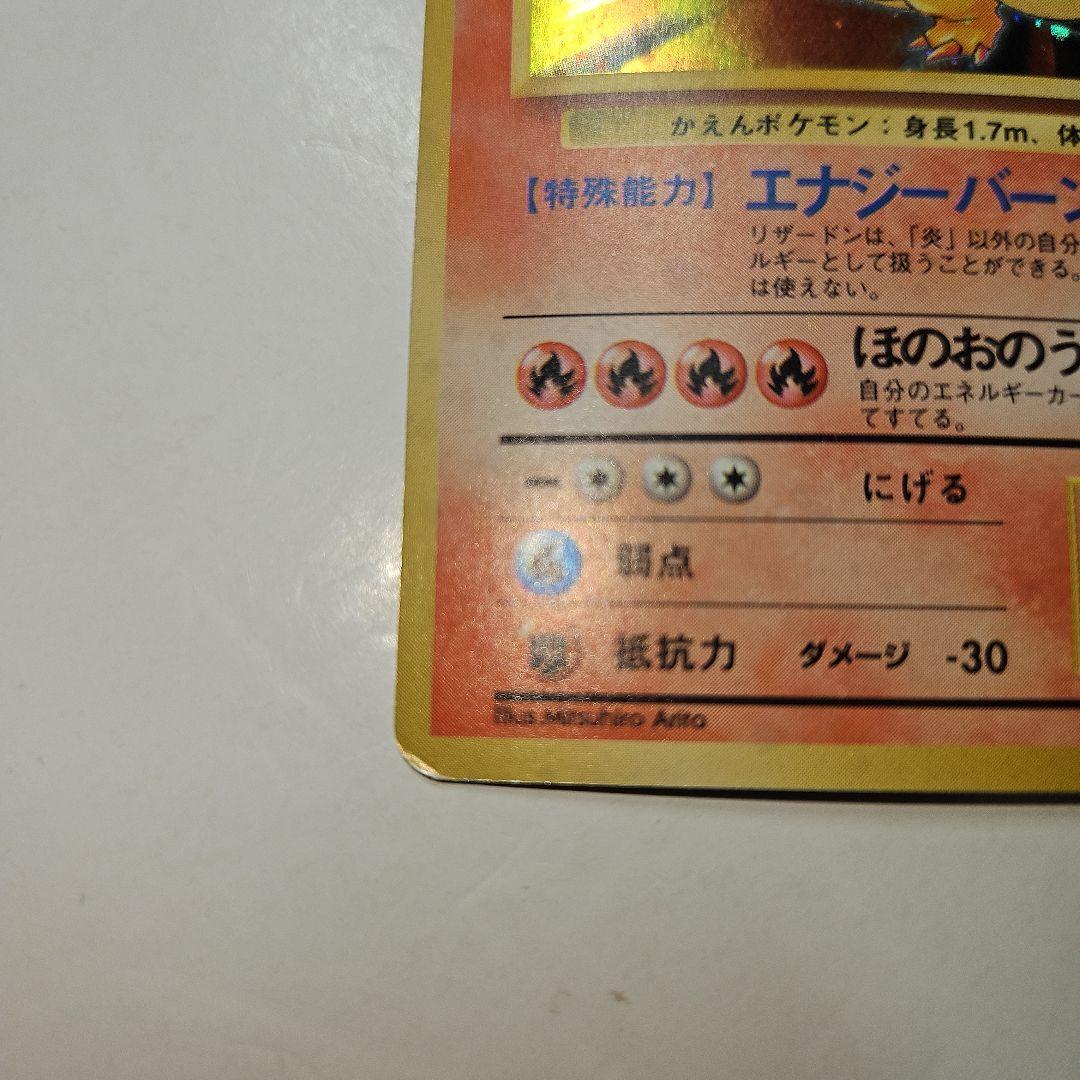 かえんポケモン：身長1.7m、体
【特殊能力】 エナジーバーン
リザードンは、「炎」以外の自分
ルギーとして扱うことができる。
は使えない。
ほのおのう
自分のエネルギーカー
てすてる。
にげる
弱点
抵抗力 ダメージ -30
Illus. Mitsuhiro Arita